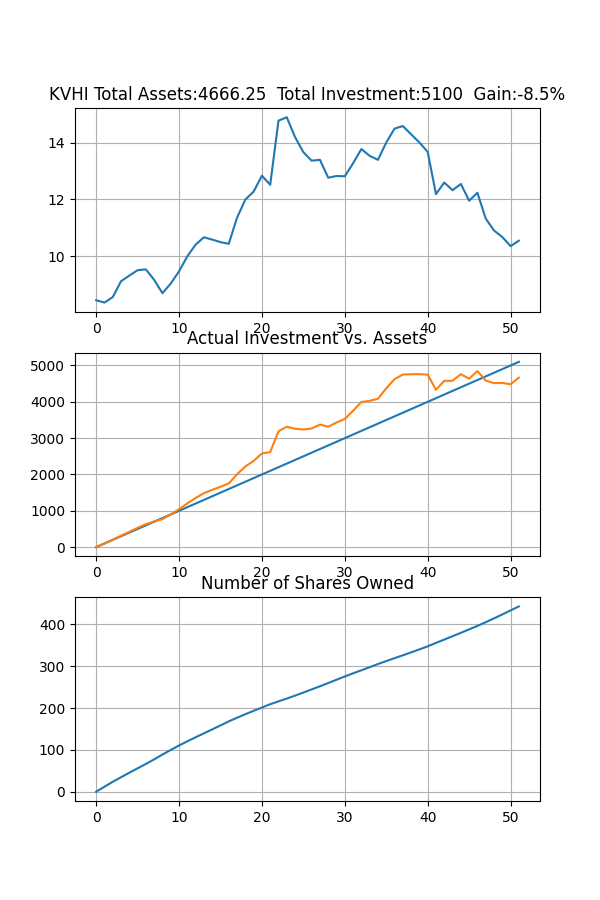 KVHI Total Assets:4666.25  Total Investment:5100  Gain:-8.5%
14
12
10
0 10 20 30 40 50
Actual Investment vs. Assets
5000
4000
3000
2000
1000
0
0 10 20 30 40 50
Number of Shares Owned
400
300
200
100
0
0 10 20 30 40 50